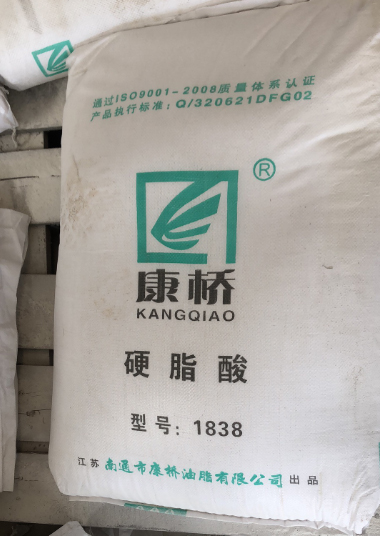 通过ISO9001-2008质量体系认证
产品执行标准：Q/320621DFG02
®
康桥
KANGQIAO
硬脂酸
型号：1838
江苏 南通市康桥油脂有限公司 出品